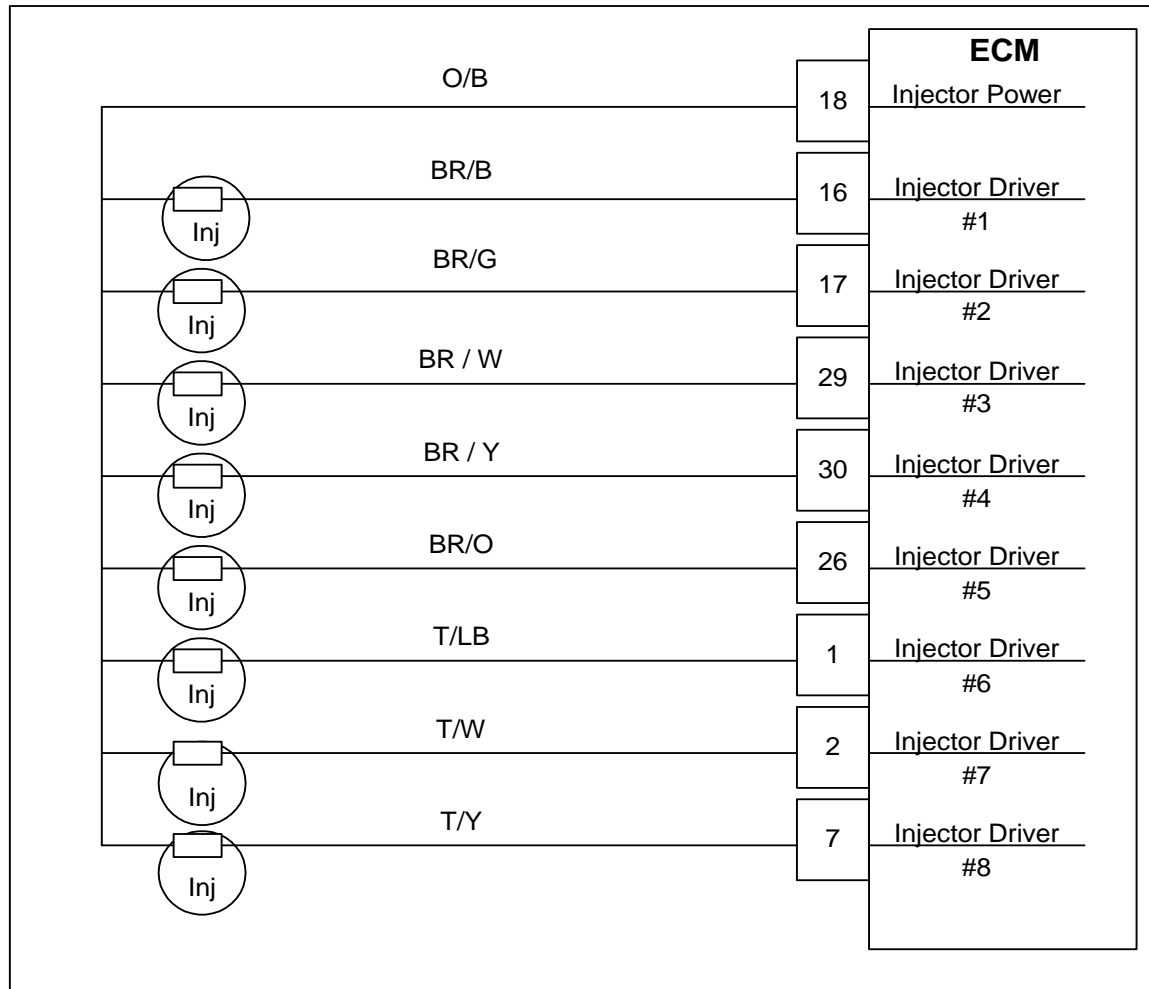 ECM
O/B
18
Injector Power
BR/B
16
Injector Driver
#1
Inj
BR/G
17
Injector Driver
#2
Inj
BR / W
29
Injector Driver
#3
Inj
BR / Y
30
Injector Driver
#4
Inj
BR/O
26
Injector Driver
#5
Inj
T/LB
1
Injector Driver
#6
Inj
T/W
2
Injector Driver
#7
Inj
T/Y
7
Injector Driver
#8
Inj